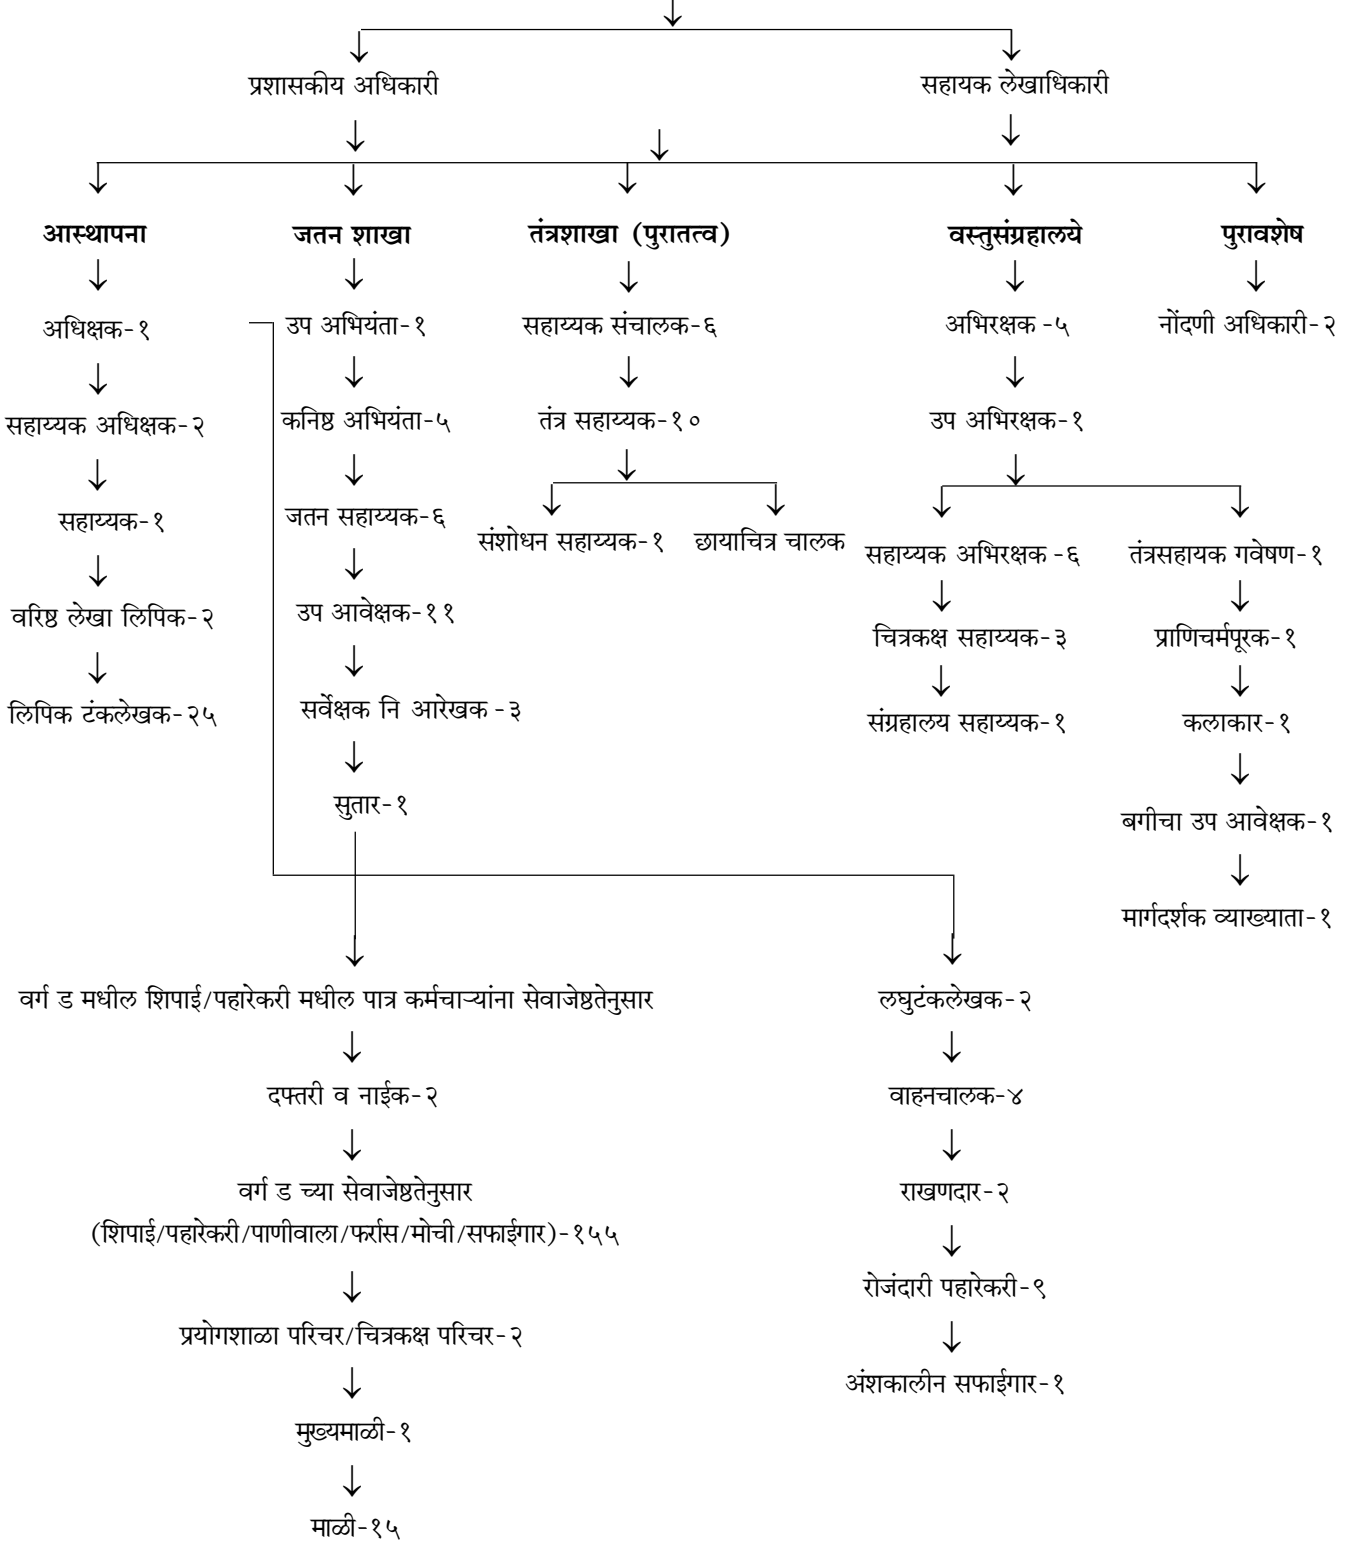 प्रशासकीय अधिकारी
सहायक लेखाधिकारी
आस्थापना
जतन शाखा
तंत्रशाखा (पुरातत्व)
वस्तुसंग्रहालये
पुरावशेष
अधिक्षक-१
उप अभियंता-१
सहाय्यक संचालक-६
अभिरक्षक -५
नोंदणी अधिकारी-२
सहाय्यक अधिक्षक-२
कनिष्ठ अभियंता-५
तंत्र सहाय्यक-१०
उप अभिरक्षक-१
सहाय्यक-१
जतन सहाय्यक-६
संशोधन सहाय्यक-१
छायाचित्र चालक
सहाय्यक अभिरक्षक -६
तंत्रसहायक गवेषण-१
वरिष्ठ लेखा लिपिक-२
उप आवेक्षक-११
चित्रकक्ष सहाय्यक-३
प्राणिचर्मपूरक-१
लिपिक टंकलेखक-२५
सर्वेक्षक नि आरेखक -३
संग्रहालय सहाय्यक-१
कलाकार-१
सुतार-१
बगीचा उप आवेक्षक-१
मार्गदर्शक व्याख्याता-१
वर्ग ड मधील शिपाई/पहारेकरी मधील पात्र कर्मचाऱ्यांना सेवाजेष्ठतेनुसार
लघुटंकलेखक-२
दफ्तरी व नाईक-२
वाहनचालक-४
वर्ग ड च्या सेवाजेष्ठतेनुसार
राखणदार-२
(शिपाई/पहारेकरी/पाणीवाला/फर्रास/मोची/सफाईगार)-१५५
रोजंदारी पहारेकरी-९
प्रयोगशाळा परिचर/चित्रकक्ष परिचर-२
अंशकालीन सफाईगार-१
मुख्यमाळी-१
माळी-१५